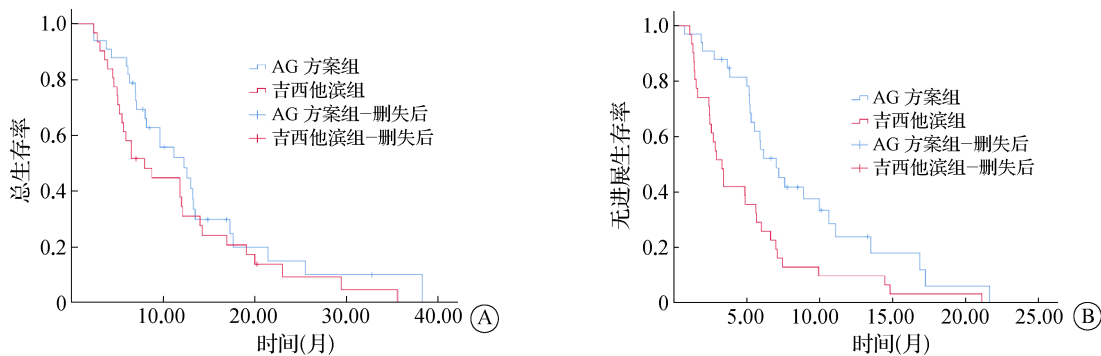 1.0
0.8
0.6
0.4
0.2
0
总生存率
AG 方案组
吉西他滨组
AG 方案组-删失后
吉西他滨组-删失后
10.00 20.00 30.00 40.00
时间(月)
A
1.0
0.8
0.6
0.4
0.2
0
无进展生存率
AG 方案组
吉西他滨组
AG 方案组-删失后
吉西他滨组-删失后
5.00 10.00 15.00 20.00 25.00
时间(月)
B